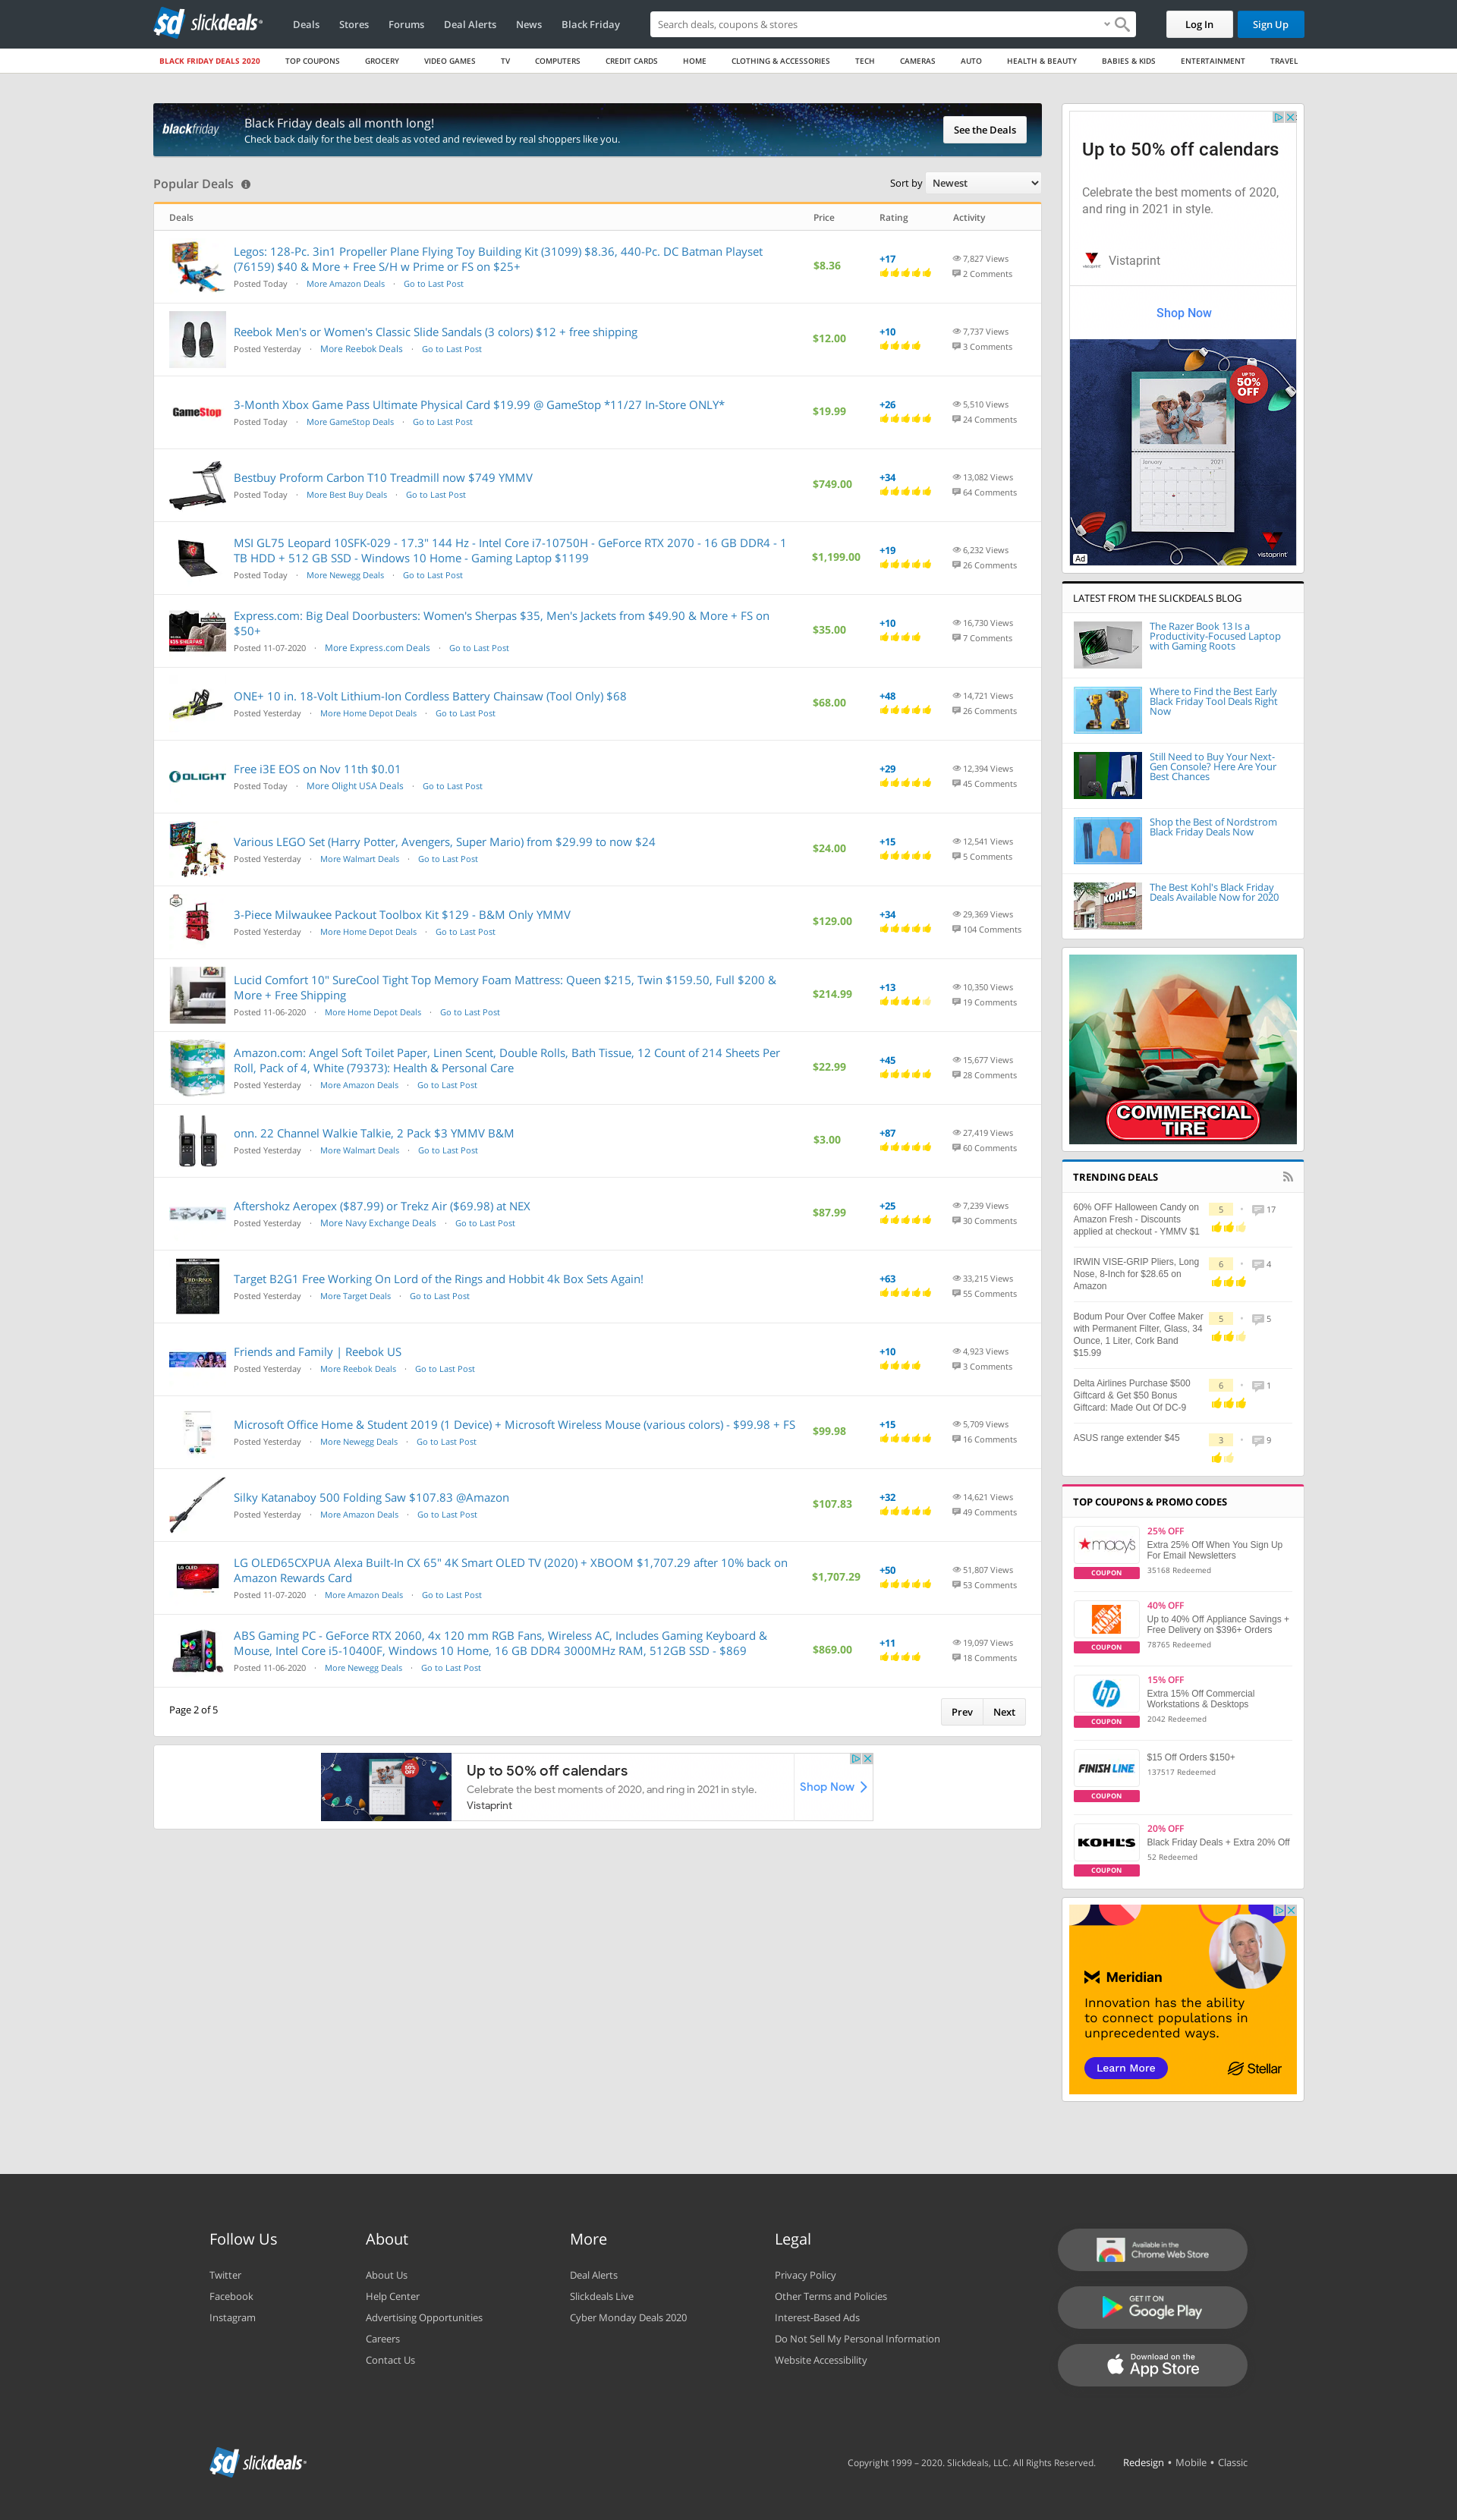 slickdeals
Deals
Stores
Forums
Deal Alerts
News
Black Friday
Search deals, coupons & stores
Log In
Sign Up
BLACK FRIDAY DEALS 2020
TOP COUPONS
GROCERY
VIDEO GAMES
TV
COMPUTERS
CREDIT CARDS
HOME
CLOTHING & ACCESSORIES
TECH
CAMERAS
AUTO
HEALTH & BEAUTY
BABIES & KIDS
ENTERTAINMENT
TRAVEL
blackfriday
Black Friday deals all month long!
Check back daily for the best deals as voted and reviewed by real shoppers like you.
See the Deals
Popular Deals
Sort by Newest
Deals Price Rating Activity
Legos: 128-Pc. 3in1 Propeller Plane Flying Toy Building Kit (31099) $8.36, 440-Pc. DC Batman Playset
(76159) $40 & More + Free S/H w Prime or FS on $25+
Posted Today · More Amazon Deals · Go to Last Post
$8.36
+17
7,827 Views
2 Comments
Reebok Men's or Women's Classic Slide Sandals (3 colors) $12 + free shipping
Posted Yesterday · More Reebok Deals · Go to Last Post
$12.00
+10
7,737 Views
3 Comments
GameStop
3-Month Xbox Game Pass Ultimate Physical Card $19.99 @ GameStop *11/27 In-Store ONLY*
Posted Today · More GameStop Deals · Go to Last Post
$19.99
+26
5,510 Views
24 Comments
Bestbuy Proform Carbon T10 Treadmill now $749 YMMV
Posted Today · More Best Buy Deals · Go to Last Post
$749.00
+34
13,082 Views
64 Comments
MSI GL75 Leopard 10SFK-029 - 17.3" 144 Hz - Intel Core i7-10750H - GeForce RTX 2070 - 16 GB DDR4 - 1
TB HDD + 512 GB SSD - Windows 10 Home - Gaming Laptop $1199
Posted Today · More Newegg Deals · Go to Last Post
$1,199.00
+19
6,232 Views
26 Comments
Express.com: Big Deal Doorbusters: Women's Sherpas $35, Men's Jackets from $49.90 & More + FS on
$50+
Posted 11-07-2020 · More Express.com Deals · Go to Last Post
$35.00
+10
16,730 Views
7 Comments
ONE+ 10 in. 18-Volt Lithium-Ion Cordless Battery Chainsaw (Tool Only) $68
Posted Yesterday · More Home Depot Deals · Go to Last Post
$68.00
+48
14,721 Views
26 Comments
OLIGHT
Free i3E EOS on Nov 11th $0.01
Posted Today · More Olight USA Deals · Go to Last Post
+29
12,394 Views
45 Comments
Various LEGO Set (Harry Potter, Avengers, Super Mario) from $29.99 to now $24
Posted Yesterday · More Walmart Deals · Go to Last Post
$24.00
+15
12,541 Views
5 Comments
3-Piece Milwaukee Packout Toolbox Kit $129 - B&M Only YMMV
Posted Yesterday · More Home Depot Deals · Go to Last Post
$129.00
+34
29,369 Views
104 Comments
Lucid Comfort 10" SureCool Tight Top Memory Foam Mattress: Queen $215, Twin $159.50, Full $200 &
More + Free Shipping
Posted 11-06-2020 · More Home Depot Deals · Go to Last Post
$214.99
+13
10,350 Views
19 Comments
Amazon.com: Angel Soft Toilet Paper, Linen Scent, Double Rolls, Bath Tissue, 12 Count of 214 Sheets Per
Roll, Pack of 4, White (79373): Health & Personal Care
Posted Yesterday · More Amazon Deals · Go to Last Post
$22.99
+45
15,677 Views
28 Comments
onn. 22 Channel Walkie Talkie, 2 Pack $3 YMMV B&M
Posted Yesterday · More Walmart Deals · Go to Last Post
$3.00
+87
27,419 Views
60 Comments
Aftershokz Aeropex ($87.99) or Trekz Air ($69.98) at NEX
Posted Yesterday · More Navy Exchange Deals · Go to Last Post
$87.99
+25
7,239 Views
30 Comments
Target B2G1 Free Working On Lord of the Rings and Hobbit 4k Box Sets Again!
Posted Yesterday · More Target Deals · Go to Last Post
+63
33,215 Views
55 Comments
Friends and Family | Reebok US
Posted Yesterday · More Reebok Deals · Go to Last Post
+10
4,923 Views
3 Comments
Microsoft Office Home & Student 2019 (1 Device) + Microsoft Wireless Mouse (various colors) - $99.98 + FS
Posted Yesterday · More Newegg Deals · Go to Last Post
$99.98
+15
5,709 Views
16 Comments
Silky Katanaboy 500 Folding Saw $107.83 @Amazon
Posted Yesterday · More Amazon Deals · Go to Last Post
$107.83
+32
14,621 Views
49 Comments
LG OLED
LG OLED65CXPUA Alexa Built-In CX 65" 4K Smart OLED TV (2020) + XBOOM $1,707.29 after 10% back on
Amazon Rewards Card
Posted 11-07-2020 · More Amazon Deals · Go to Last Post
$1,707.29
+50
51,807 Views
53 Comments
ABS Gaming PC - GeForce RTX 2060, 4x 120 mm RGB Fans, Wireless AC, Includes Gaming Keyboard &
Mouse, Intel Core i5-10400F, Windows 10 Home, 16 GB DDR4 3000MHz RAM, 512GB SSD - $869
Posted 11-06-2020 · More Newegg Deals · Go to Last Post
$869.00
+11
19,097 Views
18 Comments
Page 2 of 5
Prev
Next
50% OFF
Up to 50% off calendars
Celebrate the best moments of 2020, and ring in 2021 in style.
Vistaprint
Shop Now
Up to 50% off calendars
Celebrate the best moments of 2020,
and ring in 2021 in style.
Vistaprint
Shop Now
UP TO
50%
OFF
January 2021
vistaprint
Ad
LATEST FROM THE SLICKDEALS BLOG
The Razer Book 13 Is a
Productivity-Focused Laptop
with Gaming Roots
Where to Find the Best Early
Black Friday Tool Deals Right
Now
Still Need to Buy Your Next-
Gen Console? Here Are Your
Best Chances
Shop the Best of Nordstrom
Black Friday Deals Now
KOHL'S
The Best Kohl's Black Friday
Deals Available Now for 2020
COMMERCIAL
TIRE
TRENDING DEALS
60% OFF Halloween Candy on
Amazon Fresh - Discounts
applied at checkout - YMMV $1
5 · 17
IRWIN VISE-GRIP Pliers, Long
Nose, 8-Inch for $28.65 on
Amazon
6 · 4
Bodum Pour Over Coffee Maker
with Permanent Filter, Glass, 34
Ounce, 1 Liter, Cork Band
$15.99
5 · 5
Delta Airlines Purchase $500
Giftcard & Get $50 Bonus
Giftcard: Made Out Of DC-9
6 · 1
ASUS range extender $45
3 · 9
TOP COUPONS & PROMO CODES
macy's
COUPON
25% OFF
Extra 25% Off When You Sign Up
For Email Newsletters
35168 Redeemed
THE HOME DEPOT
COUPON
40% OFF
Up to 40% Off Appliance Savings +
Free Delivery on $396+ Orders
78765 Redeemed
hp
COUPON
15% OFF
Extra 15% Off Commercial
Workstations & Desktops
2042 Redeemed
FINISH LINE
COUPON
$15 Off Orders $150+
137517 Redeemed
KOHL'S
COUPON
20% OFF
Black Friday Deals + Extra 20% Off
52 Redeemed
Meridian
Innovation has the ability
to connect populations in
unprecedented ways.
Learn More
Stellar
Follow Us
Twitter
Facebook
Instagram
About
About Us
Help Center
Advertising Opportunities
Careers
Contact Us
More
Deal Alerts
Slickdeals Live
Cyber Monday Deals 2020
Legal
Privacy Policy
Other Terms and Policies
Interest-Based Ads
Do Not Sell My Personal Information
Website Accessibility
Available in the
Chrome Web Store
GET IT ON
Google Play
Download on the
App Store
slickdeals
Copyright 1999 – 2020. Slickdeals, LLC. All Rights Reserved.
Redesign • Mobile • Classic